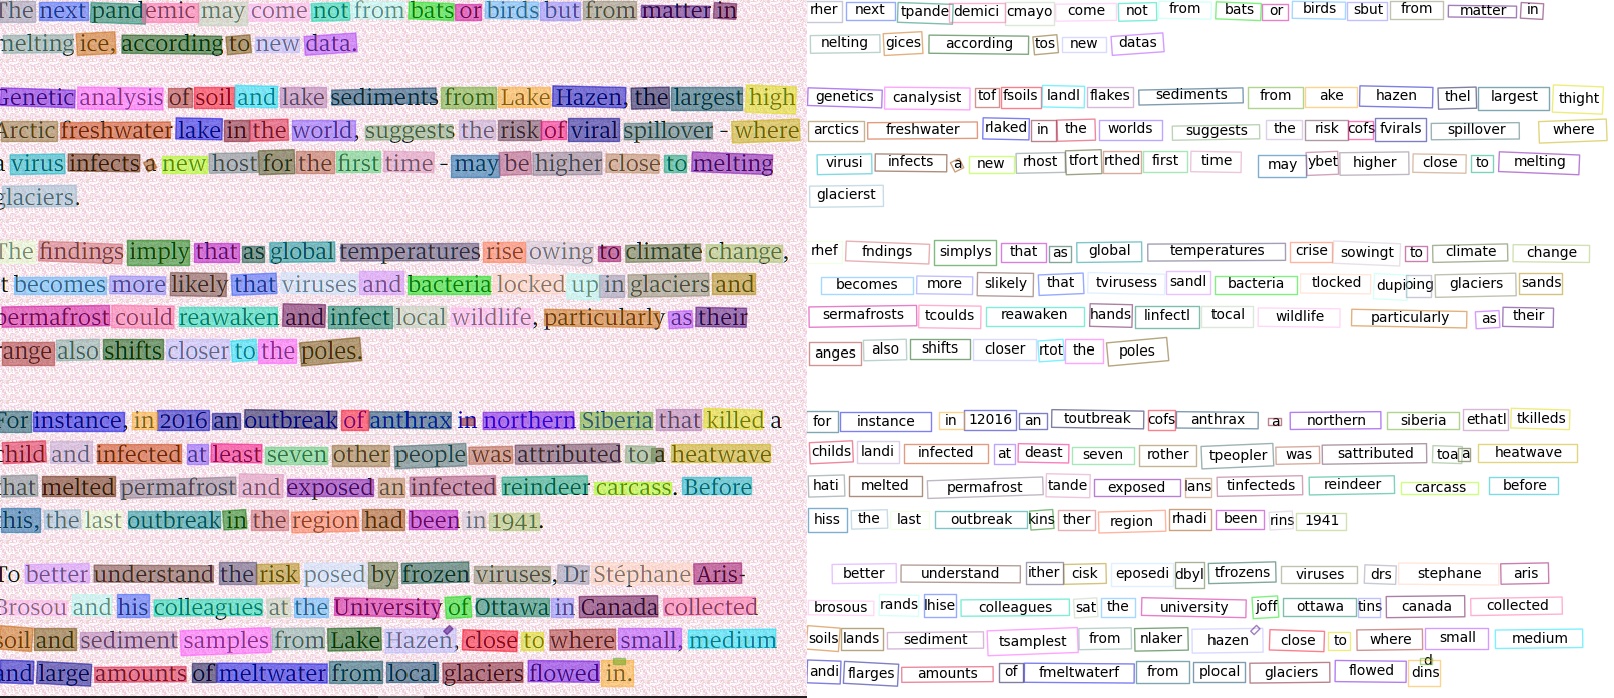 The next pandemic may come not from bats or birds but from matter in
melting ice, according to new data.
Genetic analysis of soil and lake sediments from Lake Hazen, the largest high
Arctic freshwater lake in the world, suggests the risk of viral spillover - where
a virus infects a new host for the first time - may be higher close to melting
glaciers.
The findings imply that as global temperatures rise owing to climate change,
t becomes more likely that viruses and bacteria locked up in glaciers and
permafrost could reawaken and infect local wildlife, particularly as their
range also shifts closer to the poles.
For instance, in 2016 an outbreak of anthrax in northern Siberia that killed a
child and infected at least seven other people was attributed to a heatwave
that melted permafrost and exposed an infected reindeer carcass. Before
this, the last outbreak in the region had been in 1941.
To better understand the risk posed by frozen viruses, Dr Stéphane Aris-
Brosou and his colleagues at the University of Ottawa in Canada collected
soil and sediment samples from Lake Hazen, close to where small, medium
and large amounts of meltwater from local glaciers flowed in.
rher next tpande demici cmayo come not from bats or birds sbut from matter in
nelting gices according tos new datas
genetics canalysist tof fsoils landl flakes sediments from ake hazen thel largest thight
arctics freshwater rlaked in the worlds suggests the risk cofs fvirals spillover where
virusi infects a new rhost tfort rthed first time may ybet higher close to melting
glacierst
rhef fndings simplys that as global temperatures crise sowingt to climate change
becomes more slikely that tvirusess sandl bacteria tlocked dupi oing glaciers sands
sermafrosts tcoulds reawaken hands linfectl tocal wildlife particularly as their
anges also shifts closer rtot the poles
for instance in 12016 an toutbreak cofs anthrax a northern siberia ethatl tkilleds
childs landi infected at deast seven rother tpeopler was sattributed toa a heatwave
hati melted permafrost tande exposed lans tinfecteds reindeer carcass before
hiss the last outbreak kins ther region rhadi been rins 1941
better understand ither cisk eposedi dbyl tfrozens viruses drs stephane aris
brosous rands lhise colleagues sat the university joff ottawa tins canada collected
soils lands sediment tsamplest from nlaker hazen close to where small medium
andi flarges amounts of fmeltwaterf from plocal glaciers flowed dins d